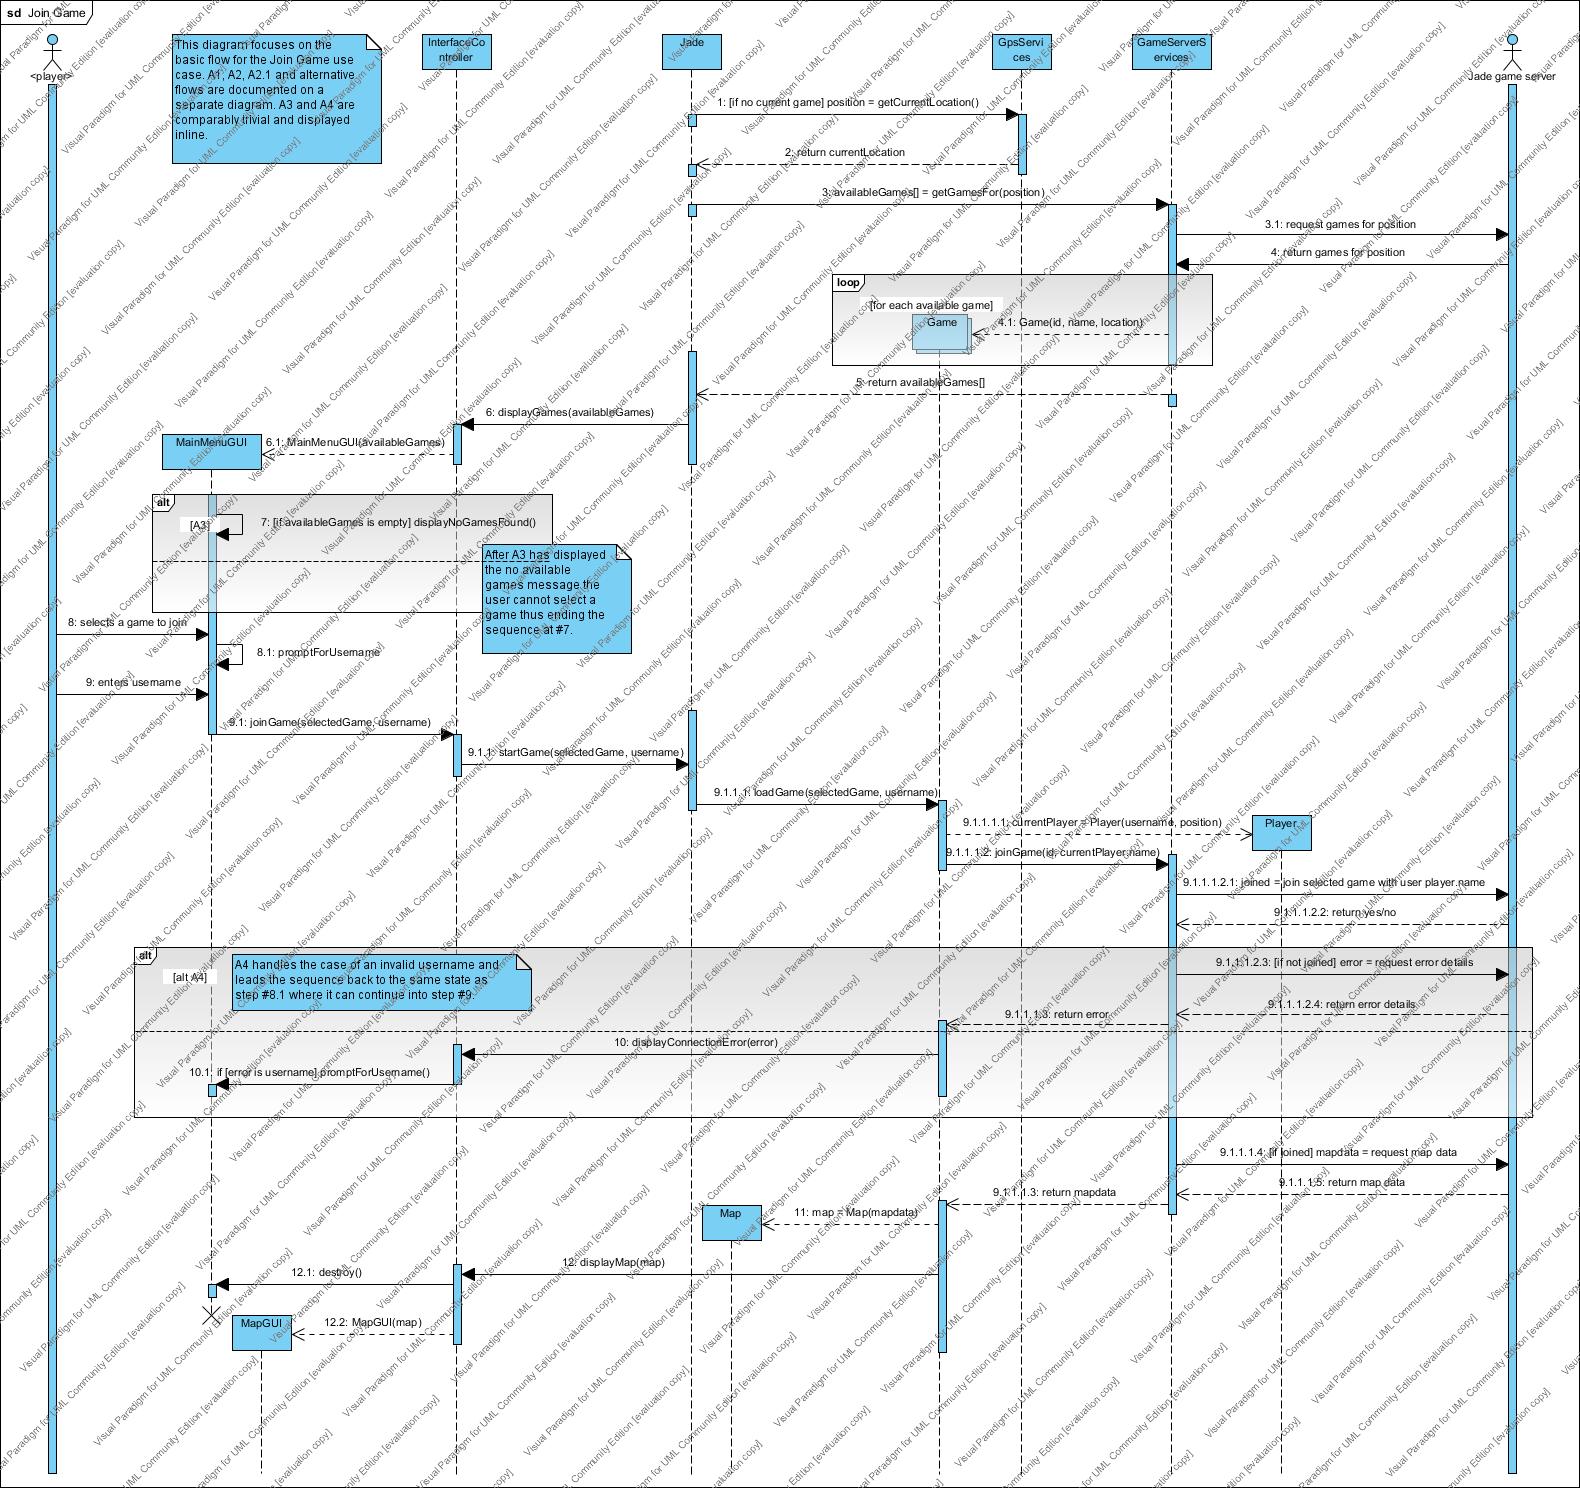 sd Join Game
This diagram focuses on the
basic flow for the Join Game use
case. A1, A2, A2.1 and alternative
flows are documented on a
separate diagram. A3 and A4 are
comparably trivial and displayed
inline.
<player>
InterfaceCo
ntroller
Jade
GpsServi
ces
GameServerS
ervices
Jade game server
1: [if no current game] position = getCurrentLocation()
2: return currentLocation
3: availableGames[] = getGamesFor(position)
3.1: request games for position
4: return games for position
loop
[for each available game]
Game
4.1: Game(id, name, location)
5: return availableGames[]
6: displayGames(availableGames)
MainMenuGUI
6.1: MainMenuGUI(availableGames)
alt
[A3]
7: [if availableGames is empty] displayNoGamesFound()
After A3 has displayed
the no available
games message the
user cannot select a
game thus ending the
sequence at #7.
8: selects a game to join
8.1: promptForUsername
9: enters username
9.1: joinGame(selectedGame, username)
9.1.1: startGame(selectedGame, username)
9.1.1.1: loadGame(selectedGame, username)
9.1.1.1.1: currentPlayer = Player(username, position)
Player
9.1.1.1.2: joinGame(id, currentPlayer.name)
9.1.1.1.2.1: joined = join selected game with user player.name
9.1.1.1.2.2: return yes/no
alt
[alt A4]
A4 handles the case of an invalid username and
leads the sequence back to the same state as
step #8.1 where it can continue into step #9.
9.1.1.1.2.3: [if not joined] error = request error details
9.1.1.1.2.4: return error details
9.1.1.1.3: return error
10: displayConnectionError(error)
10.1: if [error is username] promptForUsername()
9.1.1.1.4: [if joined] mapdata = request map data
9.1.1.1.5: return map data
9.1.1.1.3: return mapdata
Map
11: map = Map(mapdata)
12: displayMap(map)
12.1: destroy()
MapGUI
12.2: MapGUI(map)
Visual Paradigm for UML Community Edition [evaluation copy]